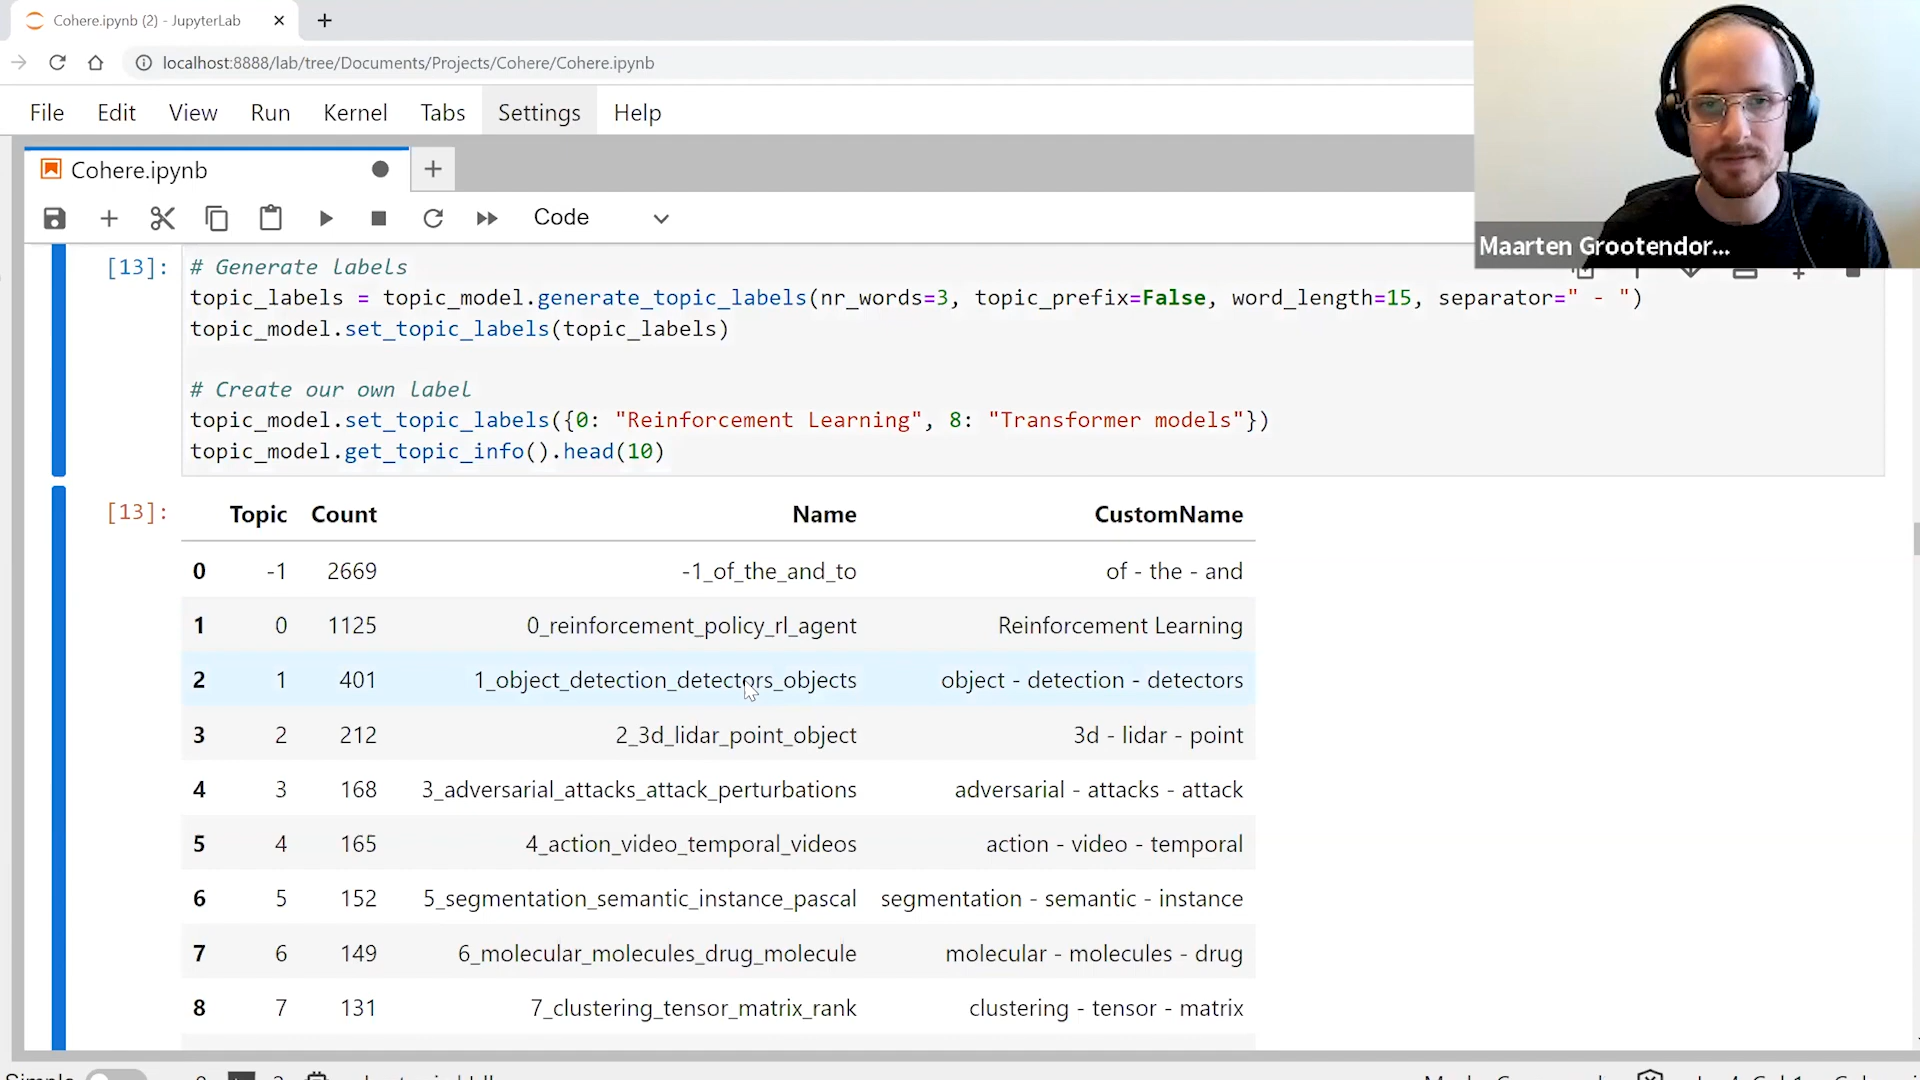 Cohere.ipynb (2) - JupyterLab
localhost:8888/lab/tree/Documents/Projects/Cohere/Cohere.ipynb
File Edit View Run Kernel Tabs Settings Help
Cohere.ipynb
Code
Maarten Grootendor...
[13]: # Generate labels
topic_labels = topic_model.generate_topic_labels(nr_words=3, topic_prefix=False, word_length=15, separator=" - ")
topic_model.set_topic_labels(topic_labels)
# Create our own label
topic_model.set_topic_labels({0: "Reinforcement Learning", 8: "Transformer models"})
topic_model.get_topic_info().head(10)
[13]: Topic Count Name CustomName
0 -1 2669 -1_of_the_and_to of - the - and
1 0 1125 0_reinforcement_policy_rl_agent Reinforcement Learning
2 1 401 1_object_detection_detectors_objects object - detection - detectors
3 2 212 2_3d_lidar_point_object 3d - lidar - point
4 3 168 3_adversarial_attacks_attack_perturbations adversarial - attacks - attack
5 4 165 4_action_video_temporal_videos action - video - temporal
6 5 152 5_segmentation_semantic_instance_pascal segmentation - semantic - instance
7 6 149 6_molecular_molecules_drug_molecule molecular - molecules - drug
8 7 131 7_clustering_tensor_matrix_rank clustering - tensor - matrix
Simple